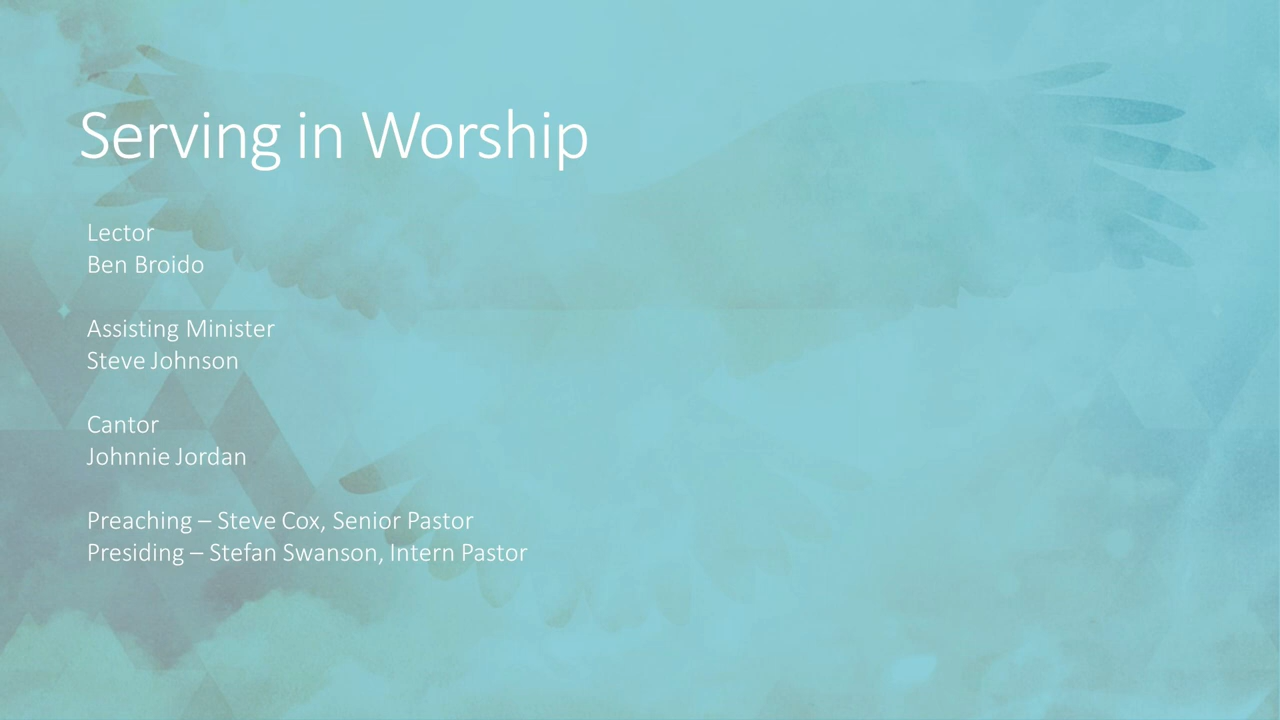 Serving in Worship
Lector
Ben Broido
Assisting Minister
Steve Johnson
Cantor
Johnnie Jordan
Preaching – Steve Cox, Senior Pastor
Presiding – Stefan Swanson, Intern Pastor